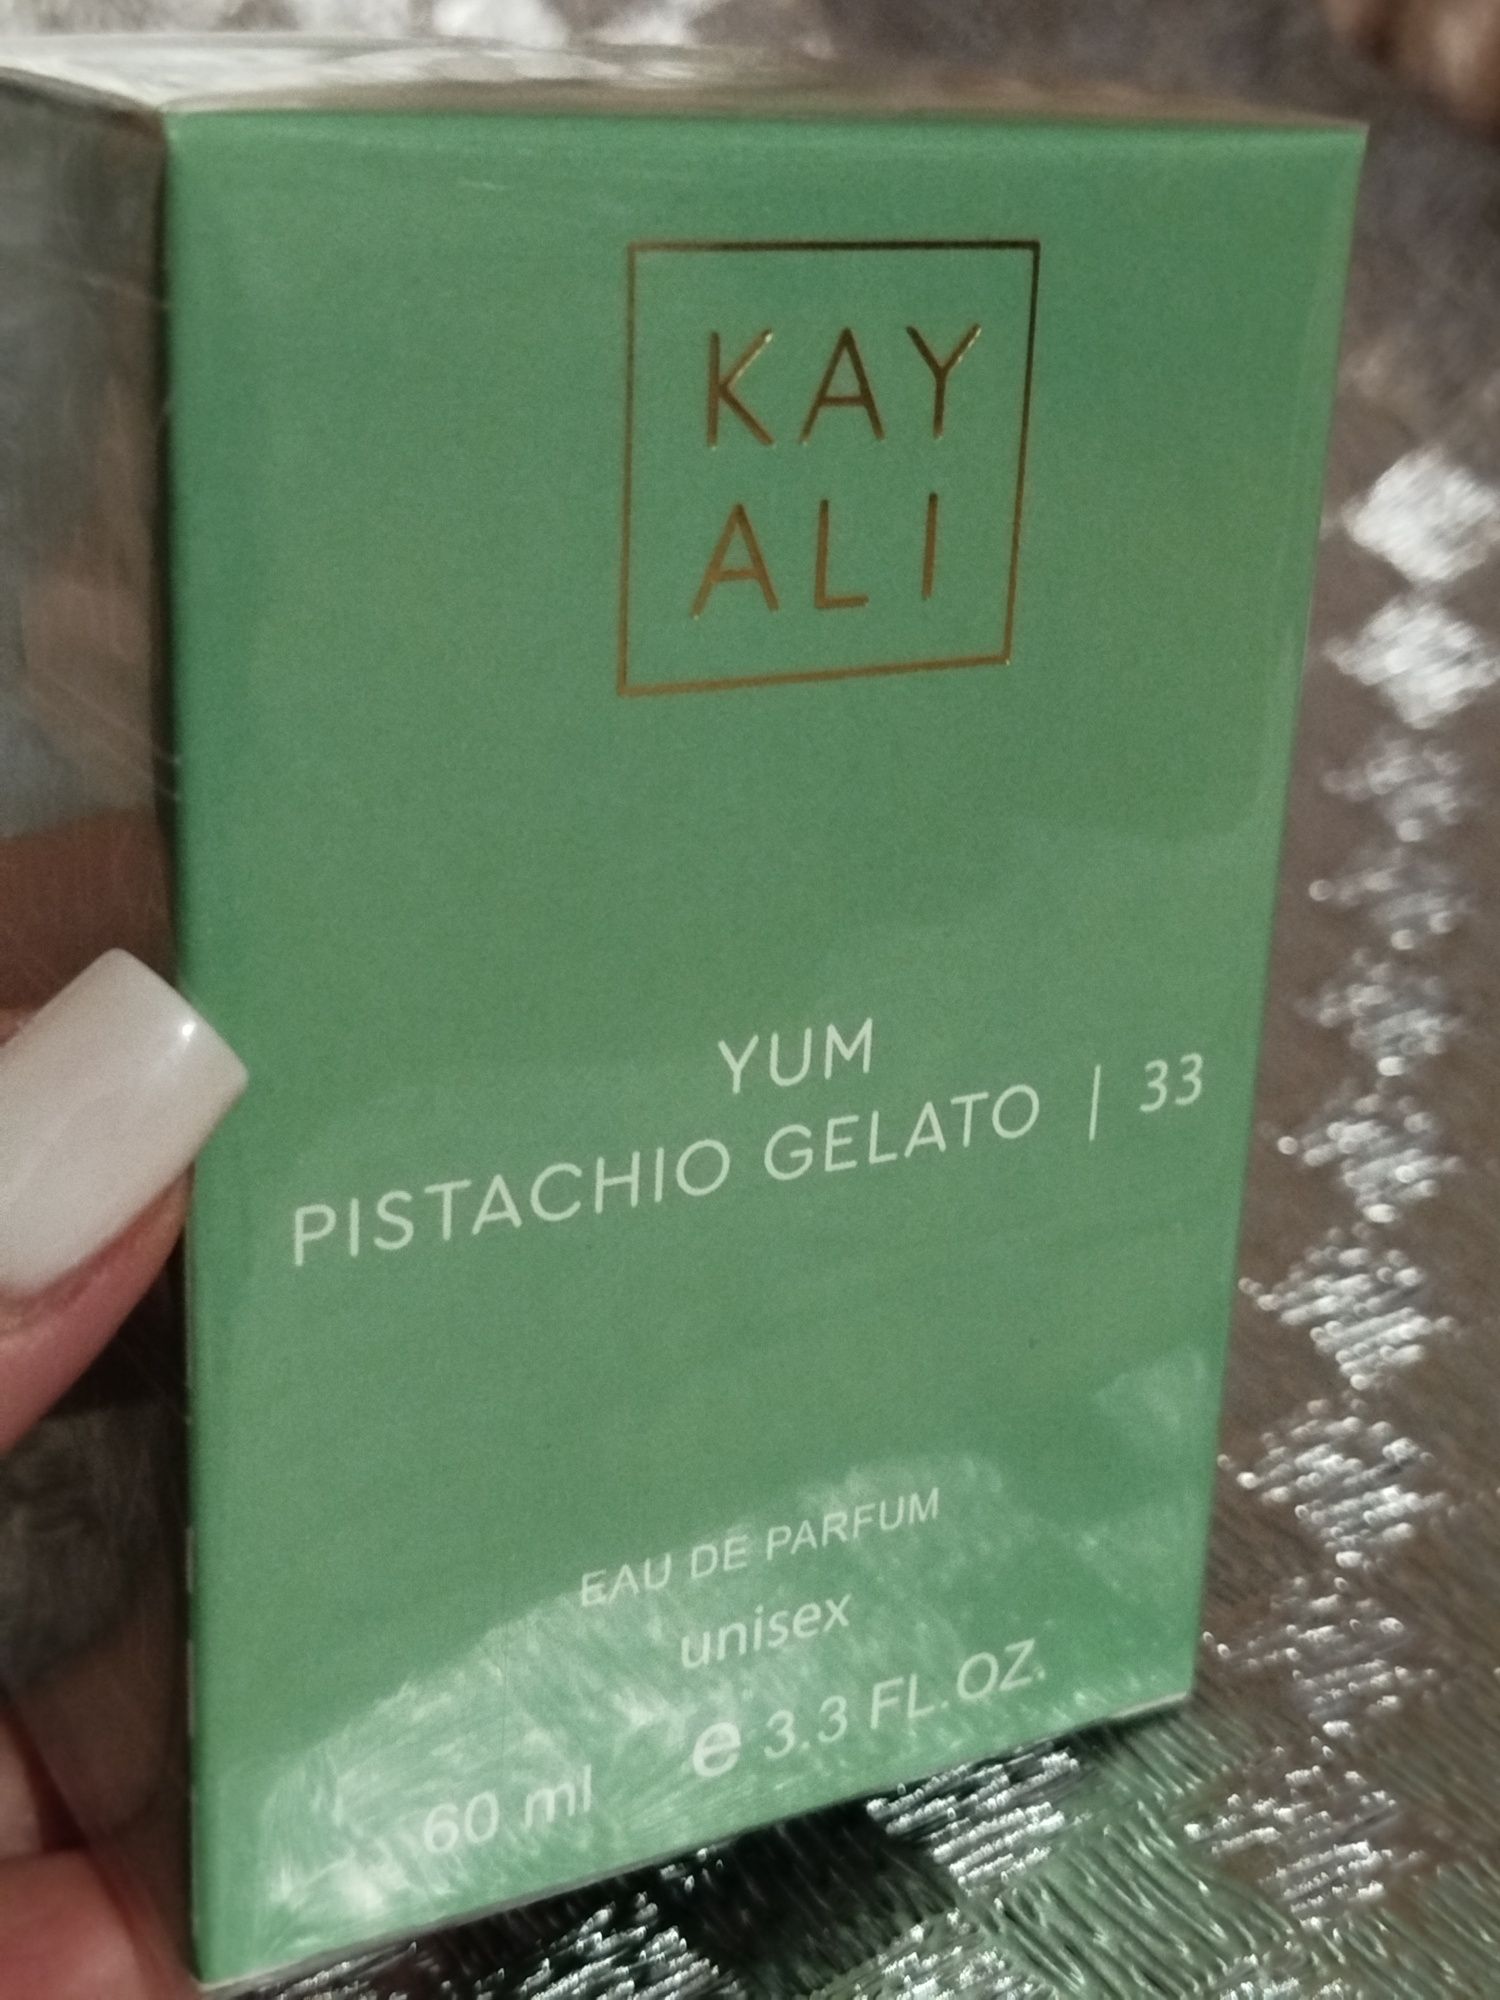 KAY
ALI
YUM
PISTACHIO GELATO | 33
EAU DE PARFUM
unisex
60 ml e 3.3 FL.OZ.